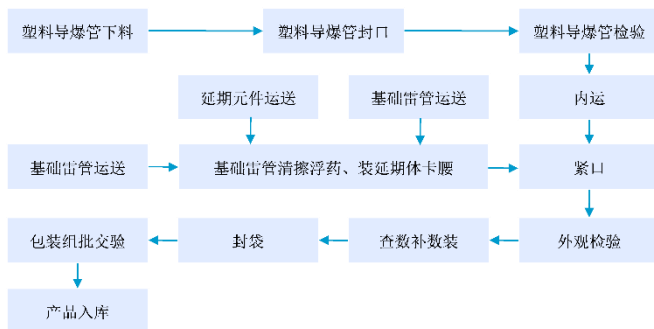 塑料导爆管下料
塑料导爆管封口
塑料导爆管检验
延期元件运送
基础雷管运送
内运
基础雷管运送
基础雷管清擦浮药、装延期体卡腰
紧口
包装组批交验
封袋
查数补数装
外观检验
产品入库